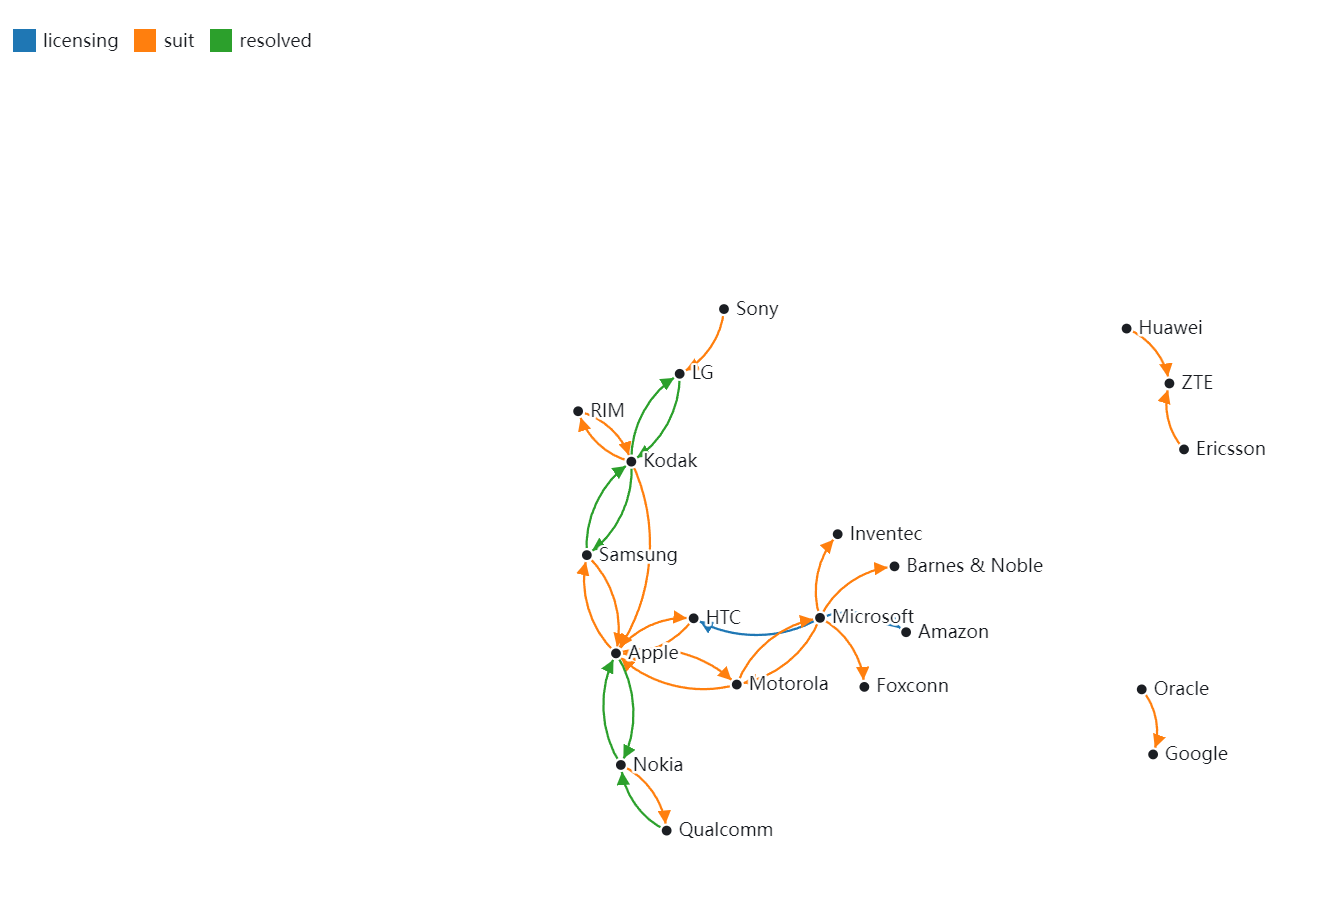 licensing suit resolved
Sony
Huawei
LG
ZTE
RIM
Ericsson
Kodak
Inventec
Samsung
Barnes & Noble
HTC
Microsoft
Amazon
Apple
Motorola
Foxconn
Oracle
Google
Nokia
Qualcomm